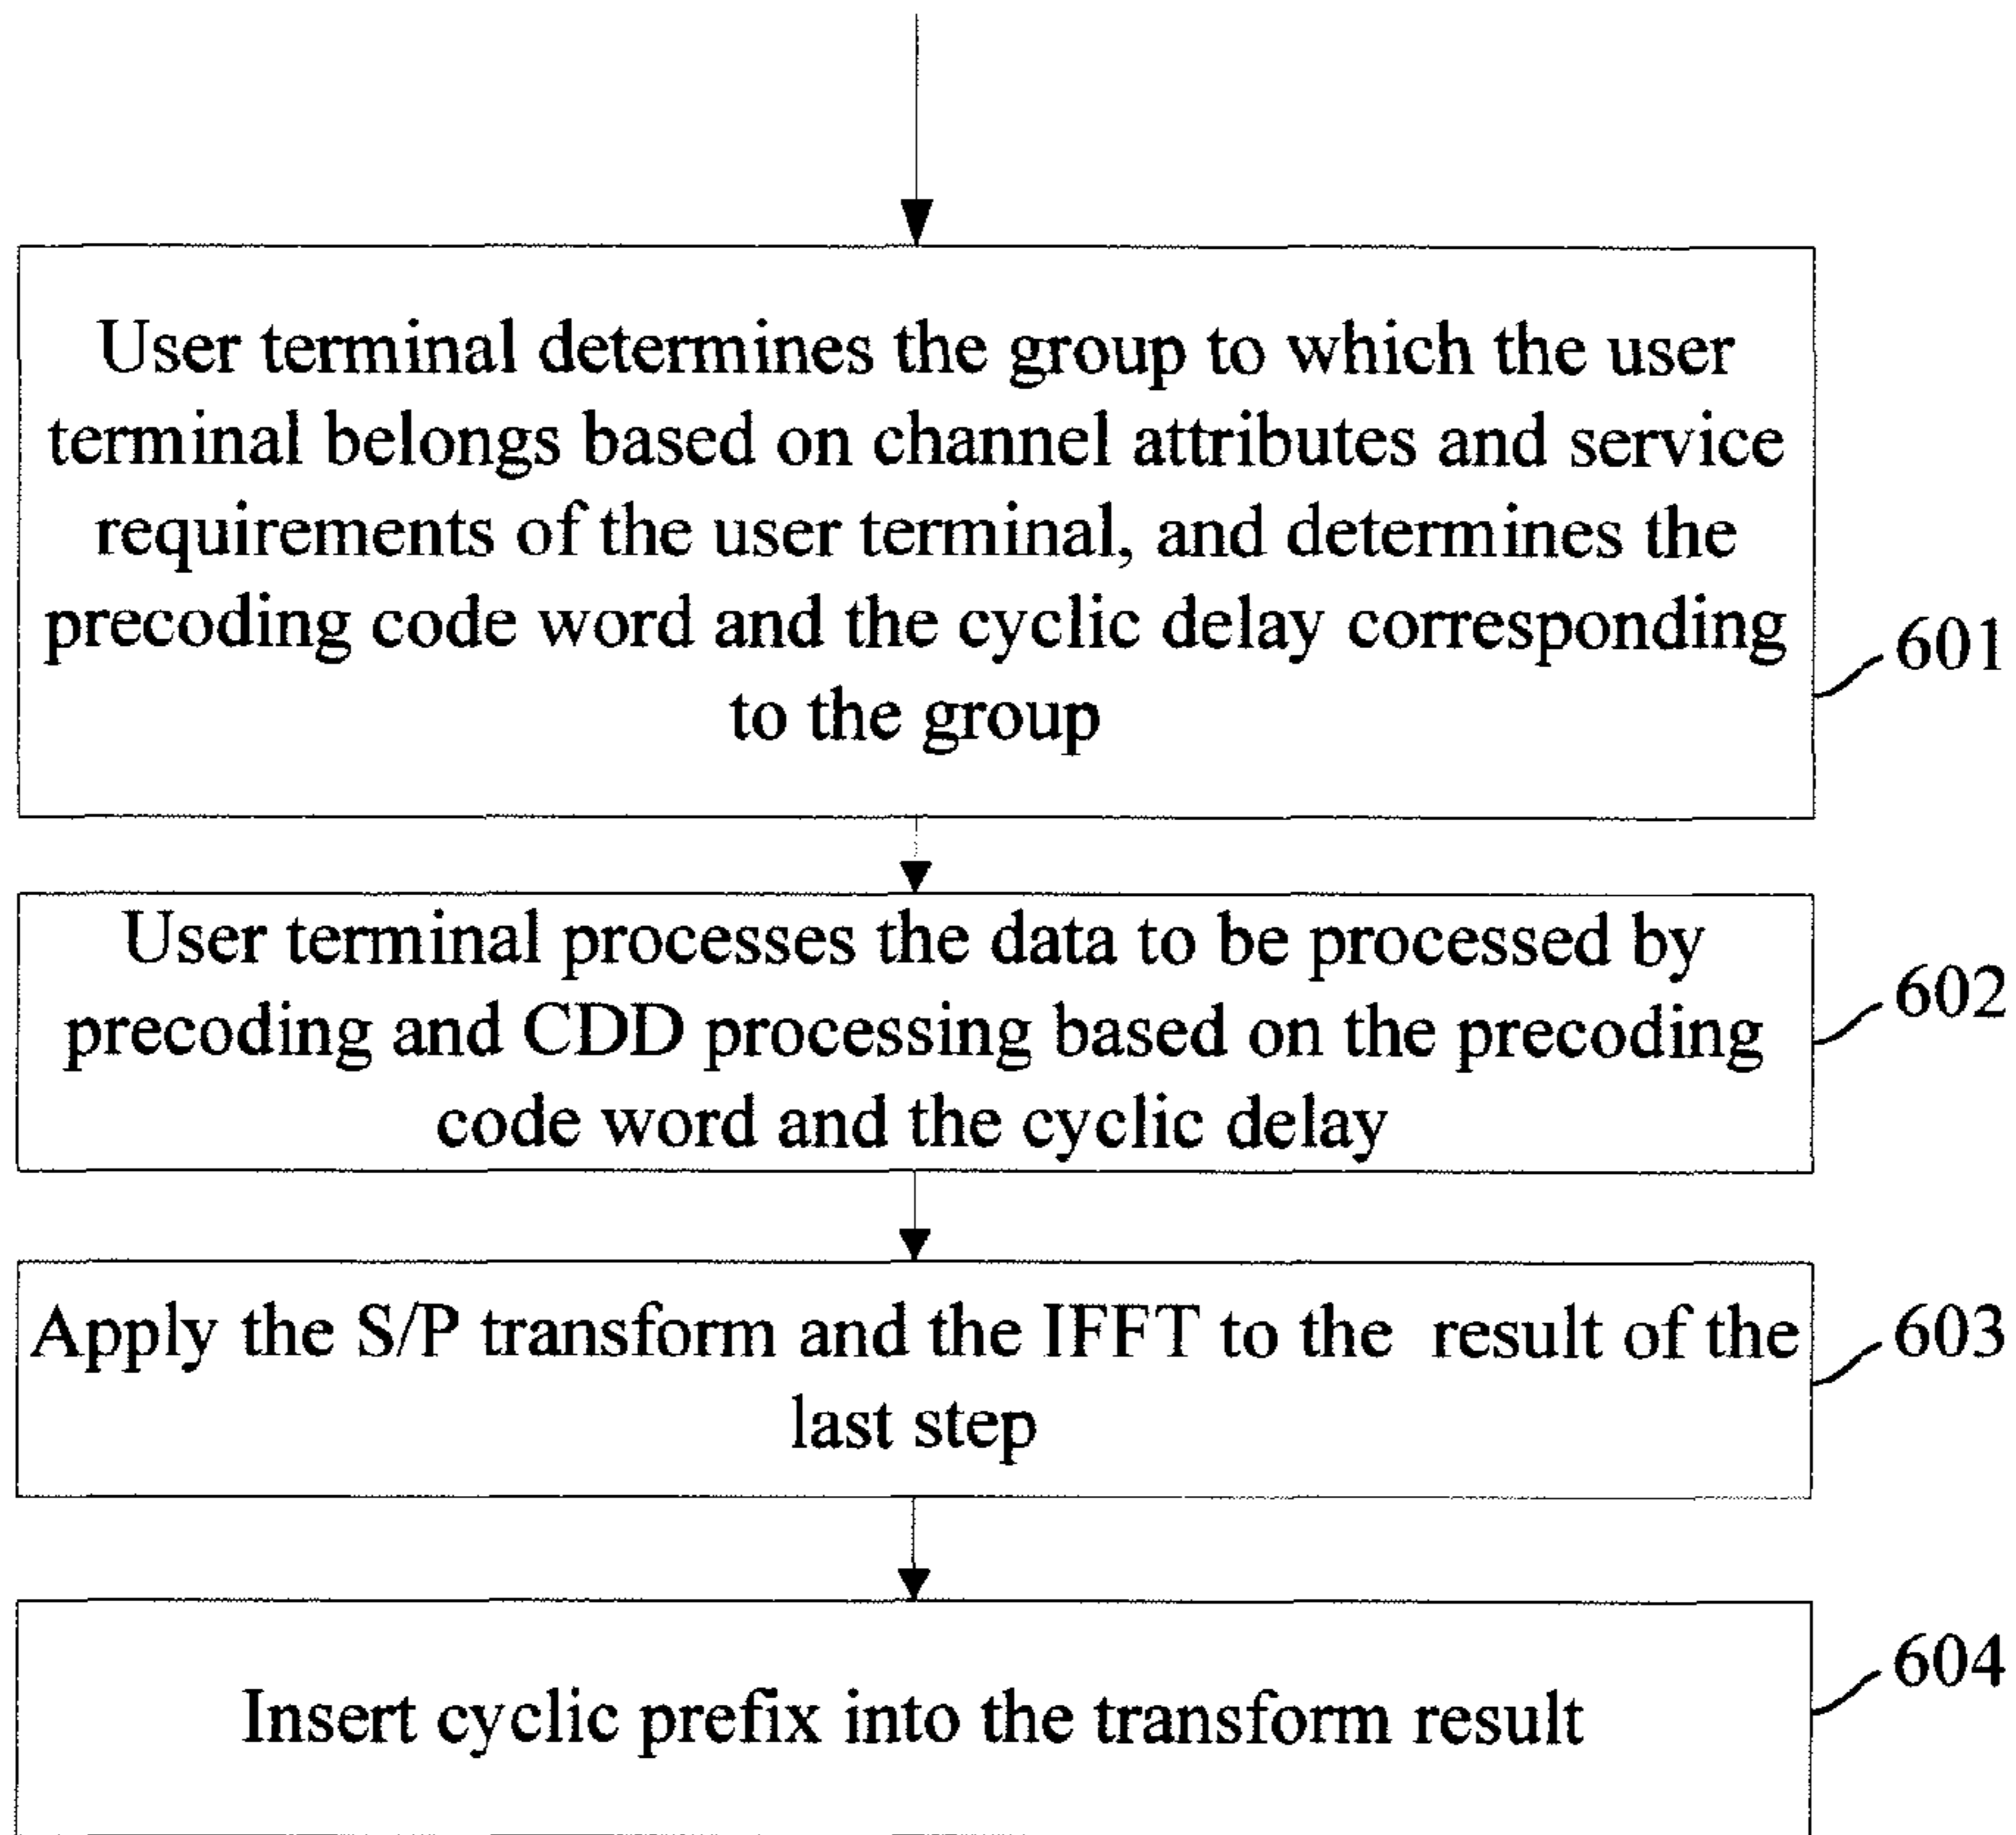 User terminal determines the group to which the user
terminal belongs based on channel attributes and service
requirements of the user terminal, and determines the
precoding code word and the cyclic delay corresponding
to the group
601
User terminal processes the data to be processed by
precoding and CDD processing based on the precoding
code word and the cyclic delay
602
Apply the S/P transform and the IFFT to the result of the
last step
603
Insert cyclic prefix into the transform result
604